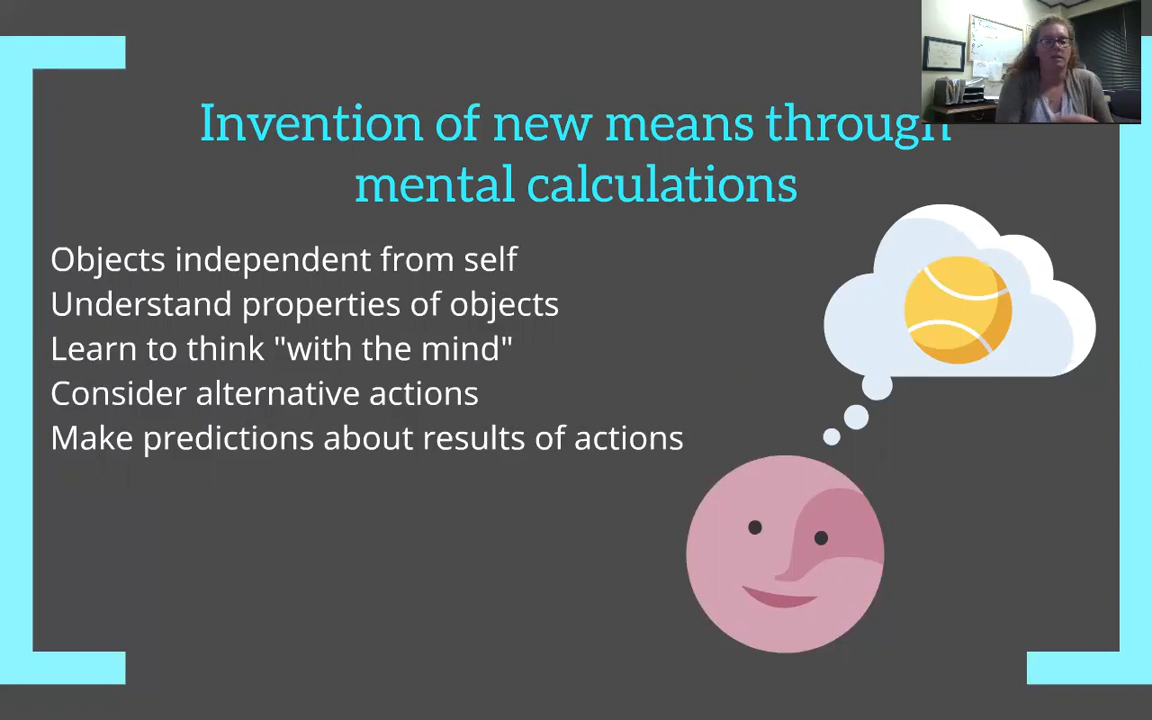 Invention of new means through
mental calculations
Objects independent from self
Understand properties of objects
Learn to think "with the mind"
Consider alternative actions
Make predictions about results of actions